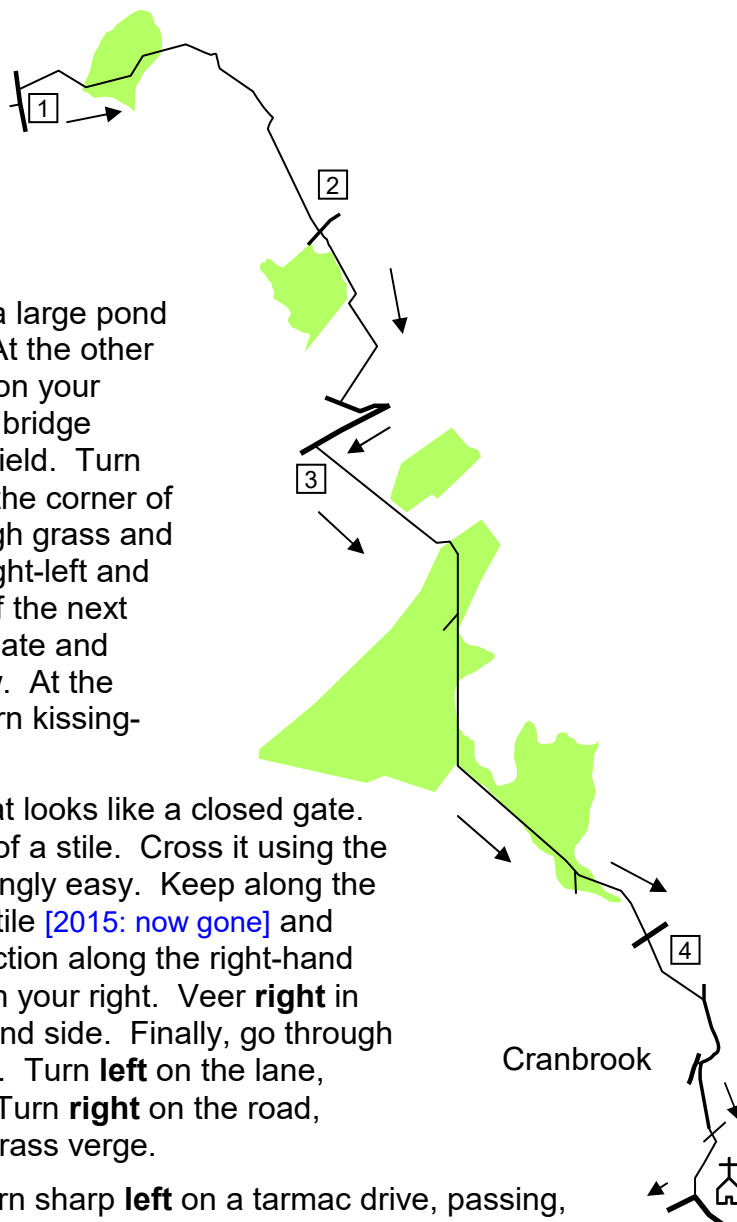 1
2
a large pond
At the other
on your
bridge
ield. Turn
the corner of
gh grass and
ght-left and
f the next
ate and
. At the
rn kissing-
3
at looks like a closed gate.
of a stile. Cross it using the
ngly easy. Keep along the
tile [2015: now gone] and
ction along the right-hand
n your right. Veer right in
nd side. Finally, go through
. Turn left on the lane,
Turn right on the road,
rass verge.
4
Cranbrook
rn sharp left on a tarmac drive, passing,